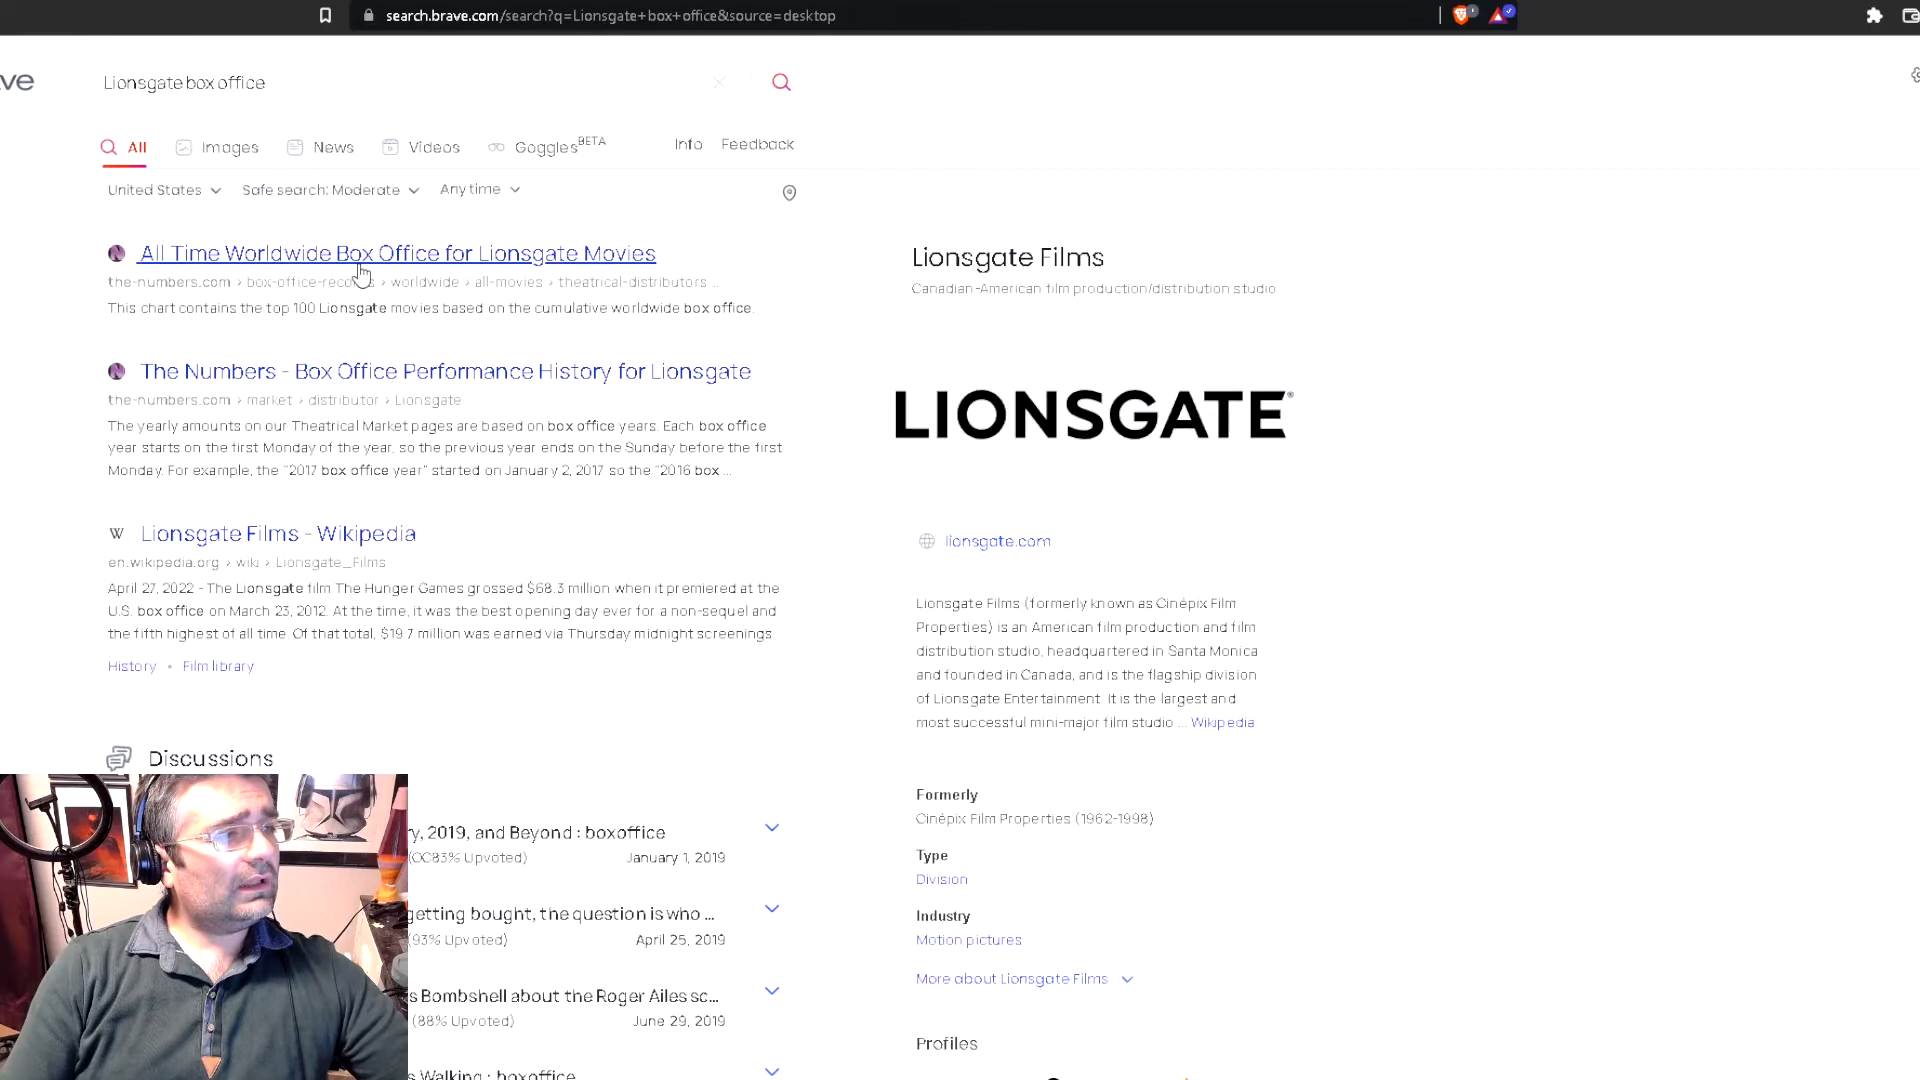 search.brave.com/search?q=Lionsgate+box+office&source=desktop
ve
Lionsgate box office
All Images News Videos Goggles BETA Info Feedback
United States Safe search: Moderate Any time
All Time Worldwide Box Office for Lionsgate Movies
the-numbers.com › box-office-records › worldwide › all-movies › theatrical-distributors ...
This chart contains the top 100 Lionsgate movies based on the cumulative worldwide box office.
The Numbers - Box Office Performance History for Lionsgate
the-numbers.com › market › distributor › Lionsgate
The yearly amounts on our Theatrical Market pages are based on box office years. Each box office
year starts on the first Monday of the year, so the previous year ends on the Sunday before the first
Monday. For example, the "2017 box office year" started on January 2, 2017 so the "2016 box ...
W Lionsgate Films - Wikipedia
en.wikipedia.org › wiki › Lionsgate_Films
April 27, 2022 - The Lionsgate film The Hunger Games grossed $68.3 million when it premiered at the
U.S. box office on March 23, 2012. At the time, it was the best opening day ever for a non-sequel and
the fifth highest of all time. Of that total, $19.7 million was earned via Thursday midnight screenings
History • Film library
Discussions
y, 2019, and Beyond : boxoffice
(OC83% Upvoted) January 1, 2019
getting bought, the question is who ...
(93% Upvoted) April 25, 2019
s Bombshell about the Roger Ailes sc...
(88% Upvoted) June 29, 2019
s Walking : boxoffice
Lionsgate Films
Canadian-American film production/distribution studio
LIONSGATE®
lionsgate.com
Lionsgate Films (formerly known as Cinépix Film
Properties) is an American film production and film
distribution studio, headquartered in Santa Monica
and founded in Canada, and is the flagship division
of Lionsgate Entertainment. It is the largest and
most successful mini-major film studio ... Wikipedia
Formerly
Cinépix Film Properties (1962-1998)
Type
Division
Industry
Motion pictures
More about Lionsgate Films
Profiles